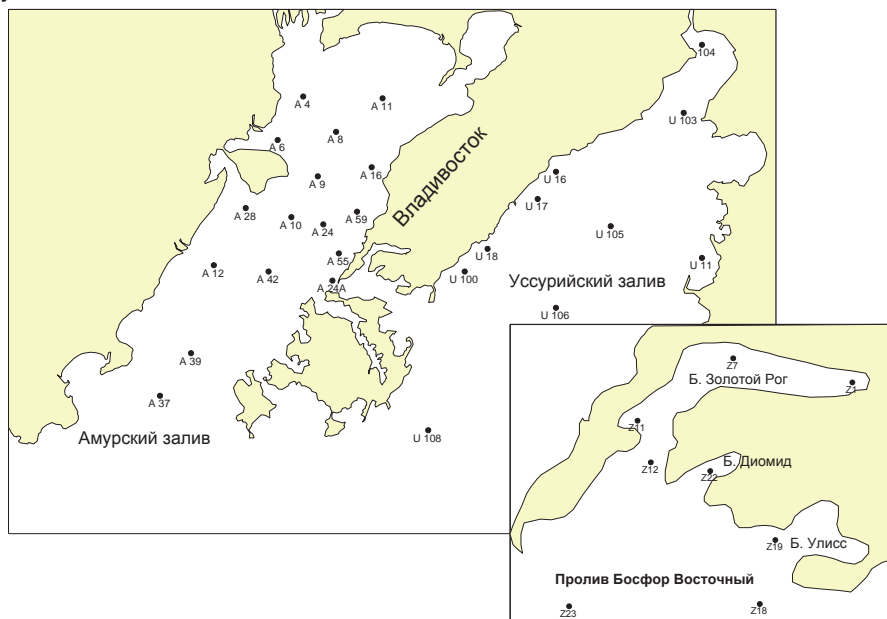 104
A 4
A 11
U 103
A 8
A 6
A 16
A 9
U 16
Владивосток
U 17
A 28
A 59
A 10
A 24
U 105
A 55
U 18
A 12
A 42
U 100
U 11
A 24A
Уссурийский залив
U 106
A 39
A 37
Амурский залив
U 108
Z7
Б. Золотой Рог
Z1
Z11
Z12
Б. Диомид
Z22
Z19
Б. Улисс
Пролив Босфор Восточный
Z23
Z18